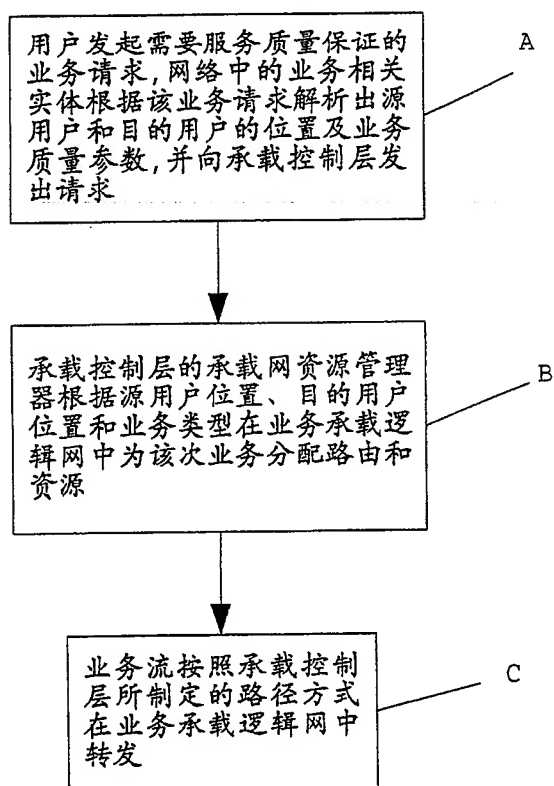 用户发起需要服务质量保证的
业务请求,网络中的业务相关
实体根据该业务请求解析出源
用户和目的用户的位置及业务
质量参数,并向承载控制层发
出请求
A
承载控制层的承载网资源管理
器根据源用户位置、目的用户
位置和业务类型在业务承载逻
辑网中为该次业务分配路由和
资源
B
业务流按照承载控制
层所制定的路径方式
在业务承载逻辑网中
转发
C